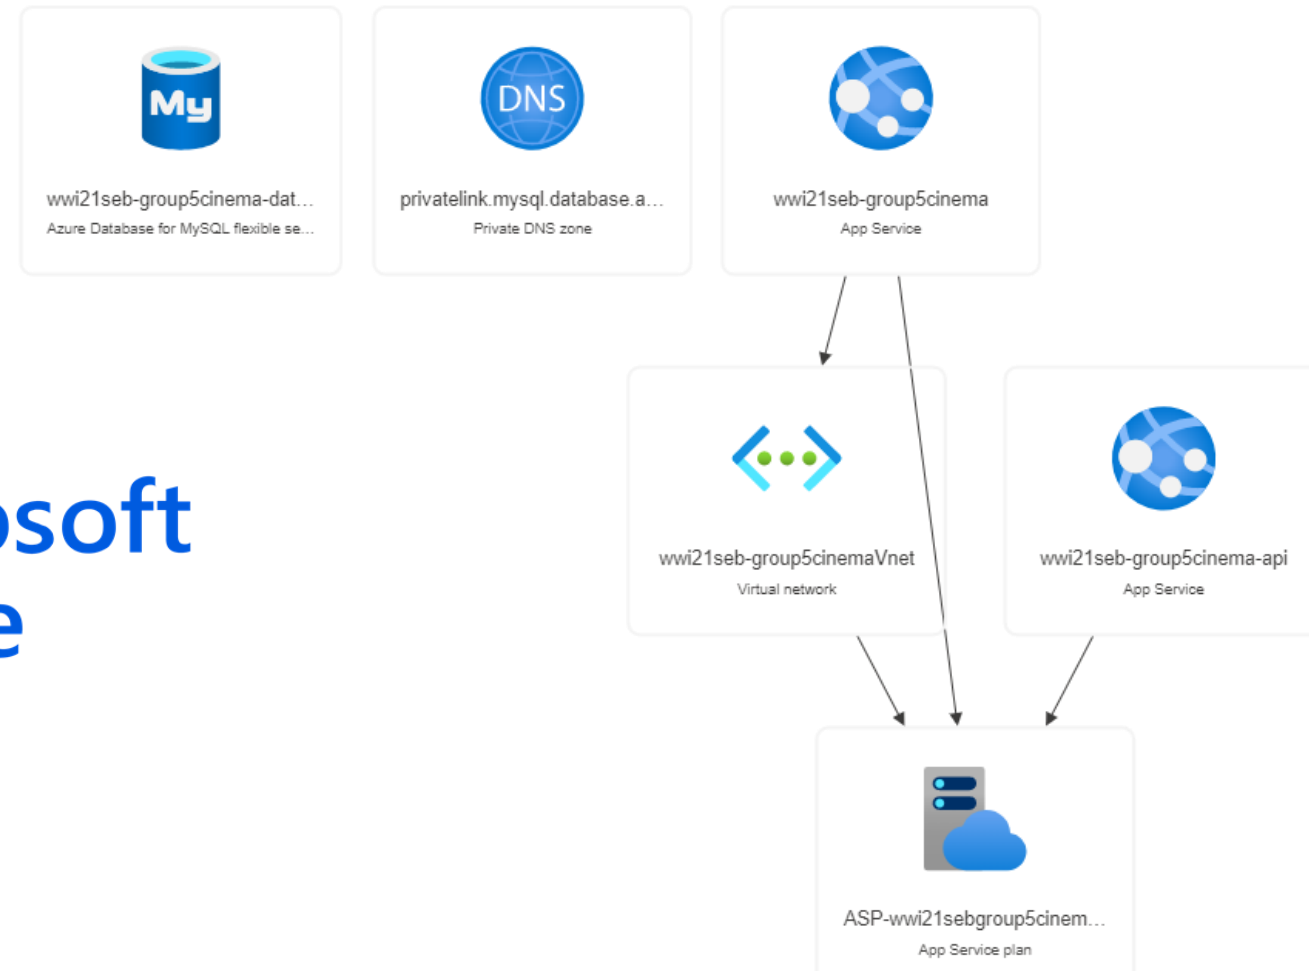 My
wwi21seb-group5cinema-dat...
Azure Database for MySQL flexible se...
DNS
privatelink.mysql.database.a...
Private DNS zone
wwi21seb-group5cinema
App Service
osoft
e
wwi21seb-group5cinemaVnet
Virtual network
wwi21seb-group5cinema-api
App Service
ASP-wwi21sebgroup5cinem...
App Service plan